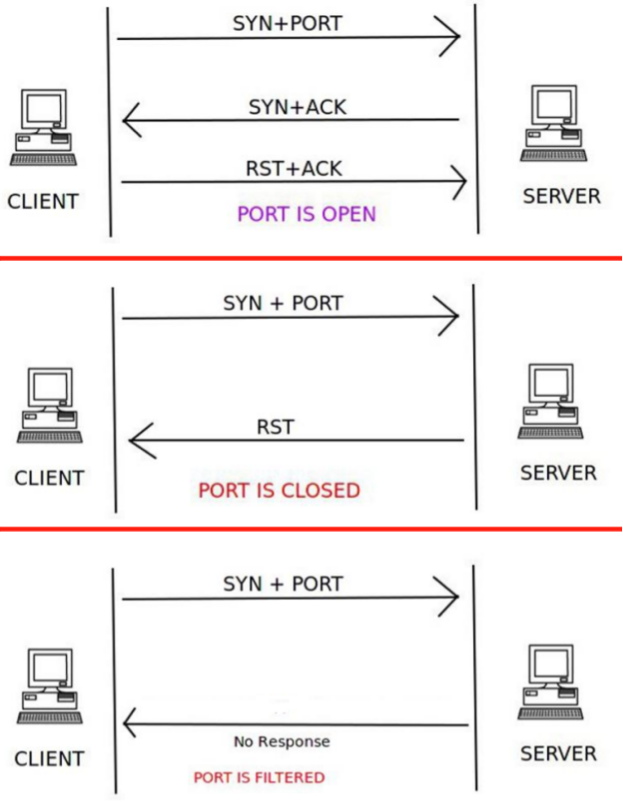 SYN+PORT
SYN+ACK
RST+ACK
CLIENT
SERVER
PORT IS OPEN
SYN + PORT
RST
CLIENT
SERVER
PORT IS CLOSED
SYN + PORT
No Response
CLIENT
SERVER
PORT IS FILTERED